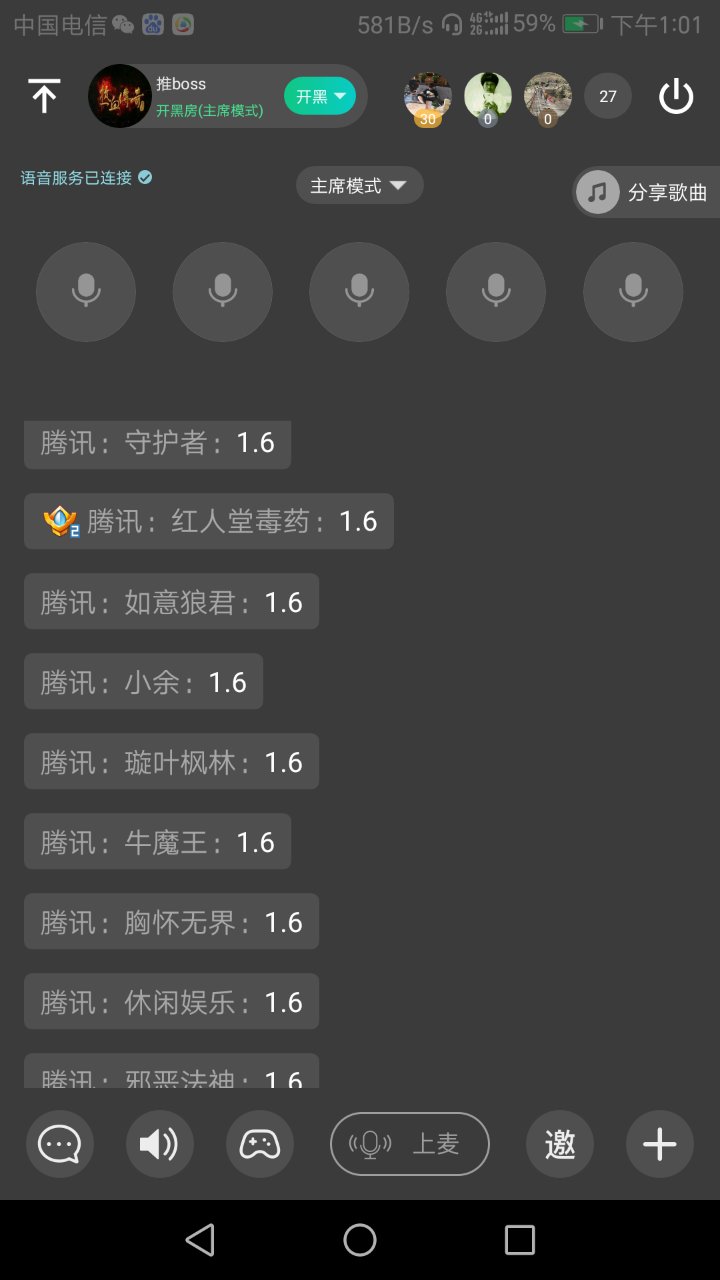 中国电信 581B/s 4G 2G 59% 下午1:01
推boss
开黑房(主席模式)
开黑
30 0 0 27
语音服务已连接
主席模式
分享歌曲
腾讯：守护者：1.6
2 腾讯：红人堂毒药：1.6
腾讯：如意狼君：1.6
腾讯：小余：1.6
腾讯：璇叶枫林：1.6
腾讯：牛魔王：1.6
腾讯：胸怀无界：1.6
腾讯：休闲娱乐：1.6
腾讯：邪恶法神：1.6
上麦 邀